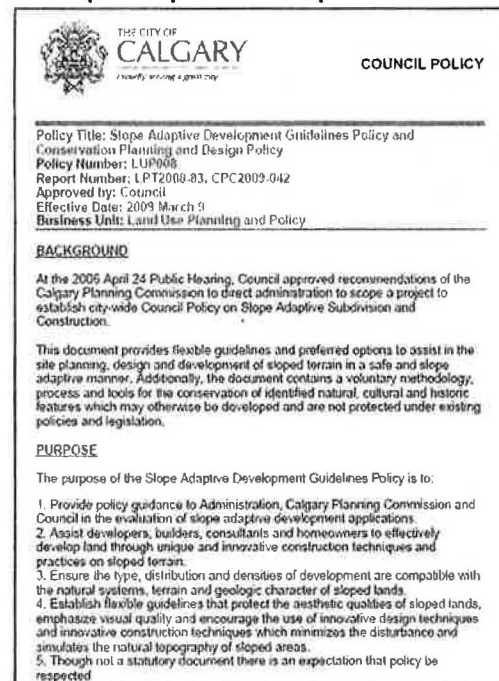 THE CITY OF
CALGARY
proudly serving a great city
COUNCIL POLICY
Policy Title: Slope Adaptive Development Guidelines Policy and
Conservation Planning and Design Policy
Policy Number: LUP008
Report Number: LPT2008-83, CPC2009-042
Approved by: Council
Effective Date: 2009 March 9
Business Unit: Land Use Planning and Policy
BACKGROUND
At the 2006 April 24 Public Hearing, Council approved recommendations of the
Calgary Planning Commission to direct administration to scope a project to
establish city-wide Council Policy on Slope Adaptive Subdivision and
Construction.
This document provides flexible guidelines and preferred options to assist in the
site planning, design and development of sloped terrain in a safe and slope
adaptive manner. Additionally, the document contains a voluntary methodology,
process and tools for the conservation of identified natural, cultural and historic
features which may otherwise be developed and are not protected under existing
policies and legislation.
PURPOSE
The purpose of the Slope Adaptive Development Guidelines Policy is to:
1. Provide policy guidance to Administration, Calgary Planning Commission and
Council in the evaluation of slope adaptive development applications.
2. Assist developers, builders, consultants and homeowners to effectively
develop land through unique and innovative construction techniques and
practices on sloped terrain.
3. Ensure the type, distribution and densities of development are compatible with
the natural systems, terrain and geologic character of sloped lands.
4. Establish flexible guidelines that protect the aesthetic qualities of sloped lands,
emphasize visual quality and encourage the use of innovative design techniques
and innovative construction techniques which minimizes the disturbance and
simulates the natural topography of sloped areas.
5. Though not a statutory document there is an expectation that policy be
respected